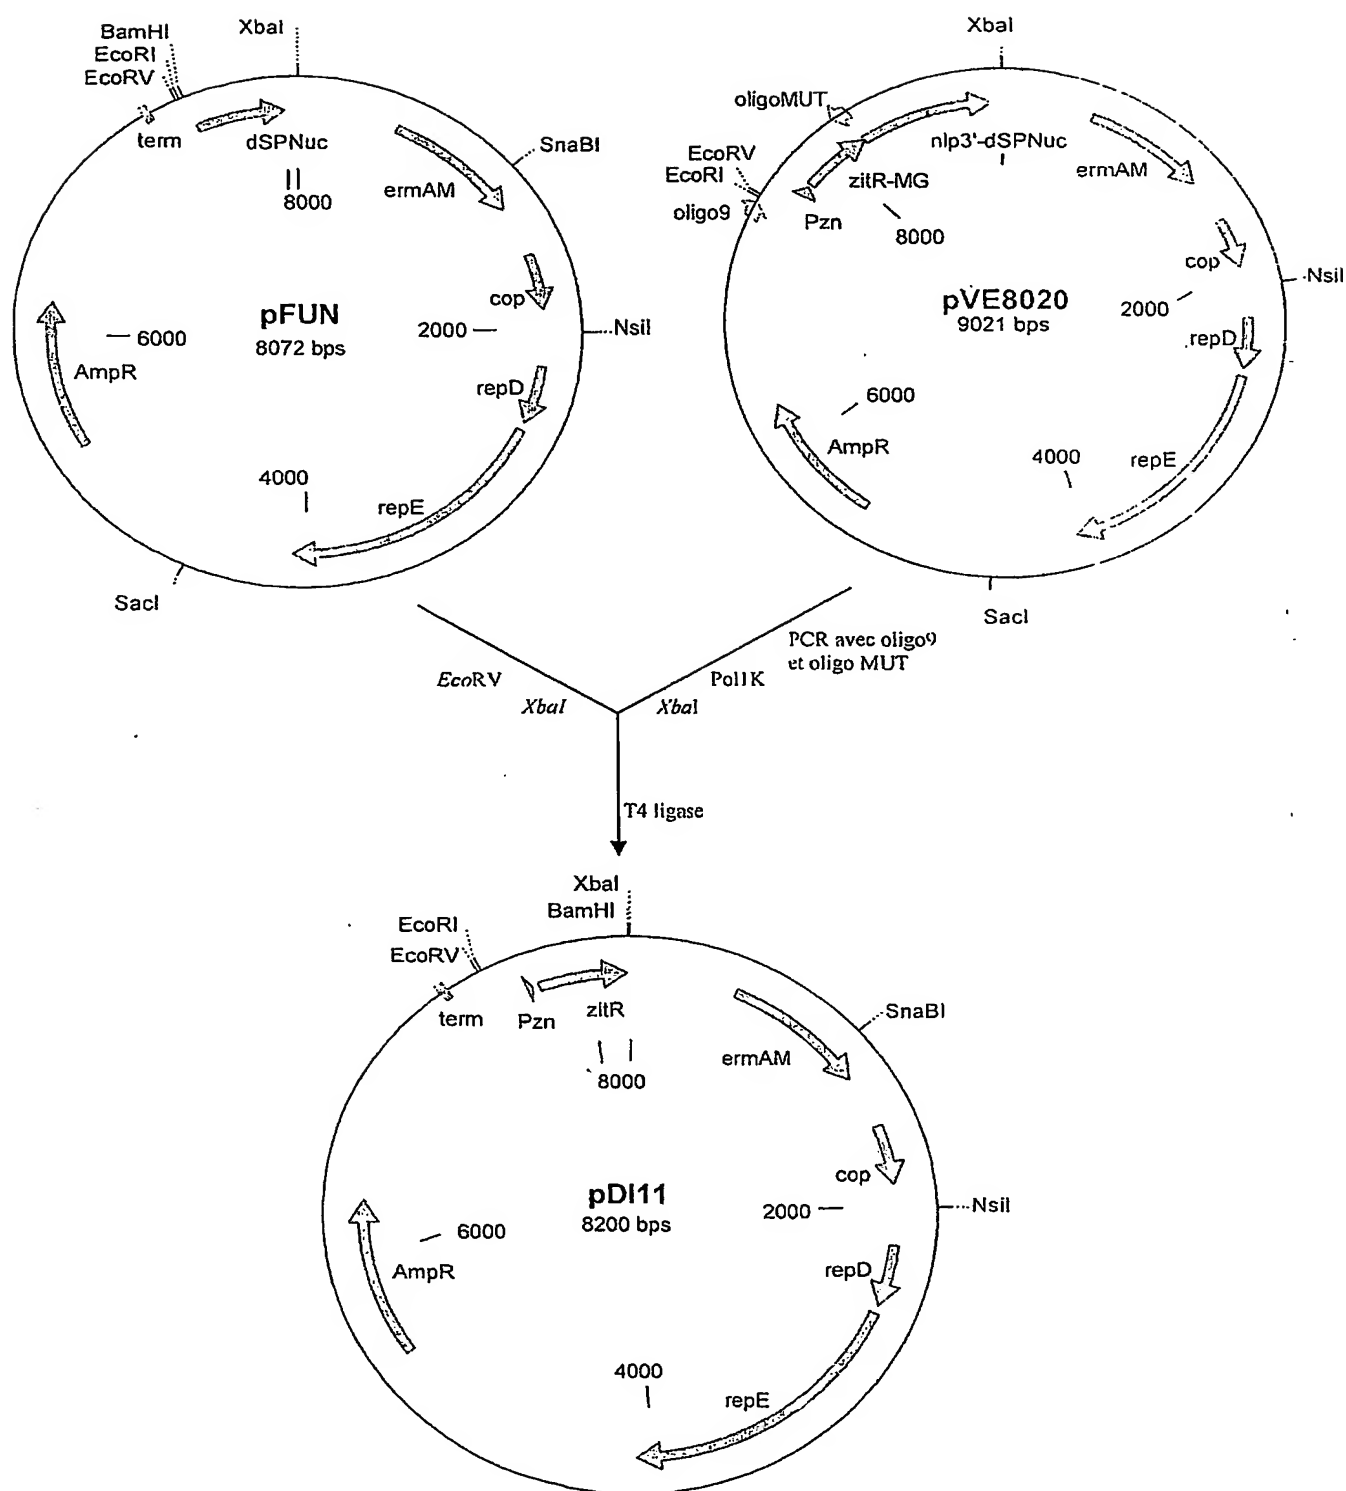 BamHI
EcoRI
EcoRV
XbaI
term
dSPNuc
8000
ermAM
SnaBI
cop
2000
NsiI
repD
repE
4000
SacI
AmpR
6000
pFUN
8072 bps
XbaI
oligoMUT
EcoRV
EcoRI
oligo9
Pzn
zitR-MG
nlp3'-dSPNuc
8000
ermAM
cop
NsiI
2000
repD
repE
4000
SacI
AmpR
6000
pVE8020
9021 bps
EcoRV
XbaI
PCR avec oligo9
et oligo MUT
PolIK
XbaI
T4 ligase
XbaI
BamHI
EcoRI
EcoRV
term
Pzn
zitR
8000
ermAM
SnaBI
cop
2000
NsiI
repD
repE
4000
AmpR
6000
pDI11
8200 bps